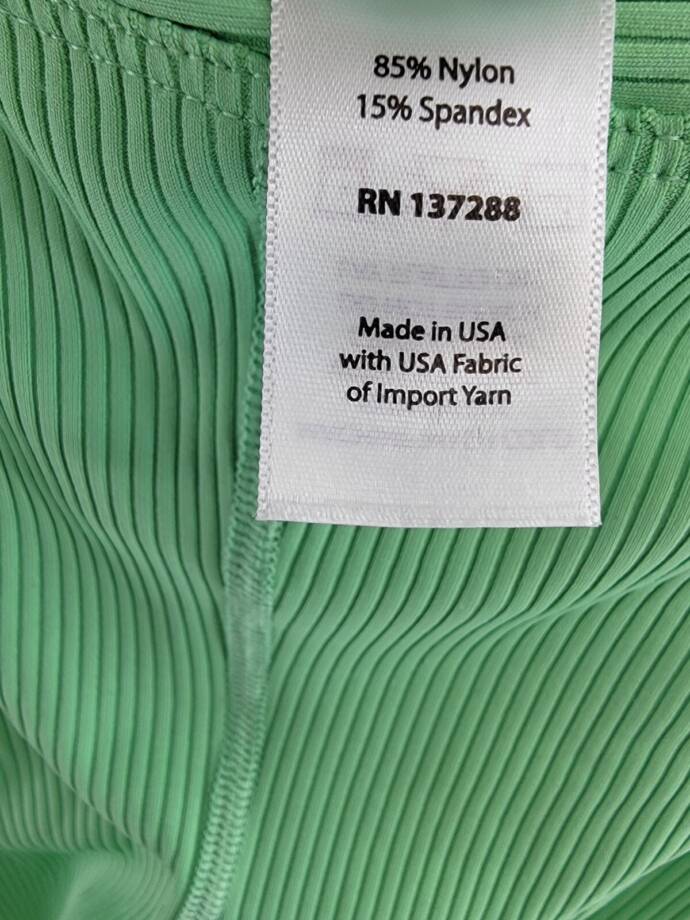 85% Nylon
15% Spandex
RN 137288
Made in USA
with USA Fabric
of Import Yarn